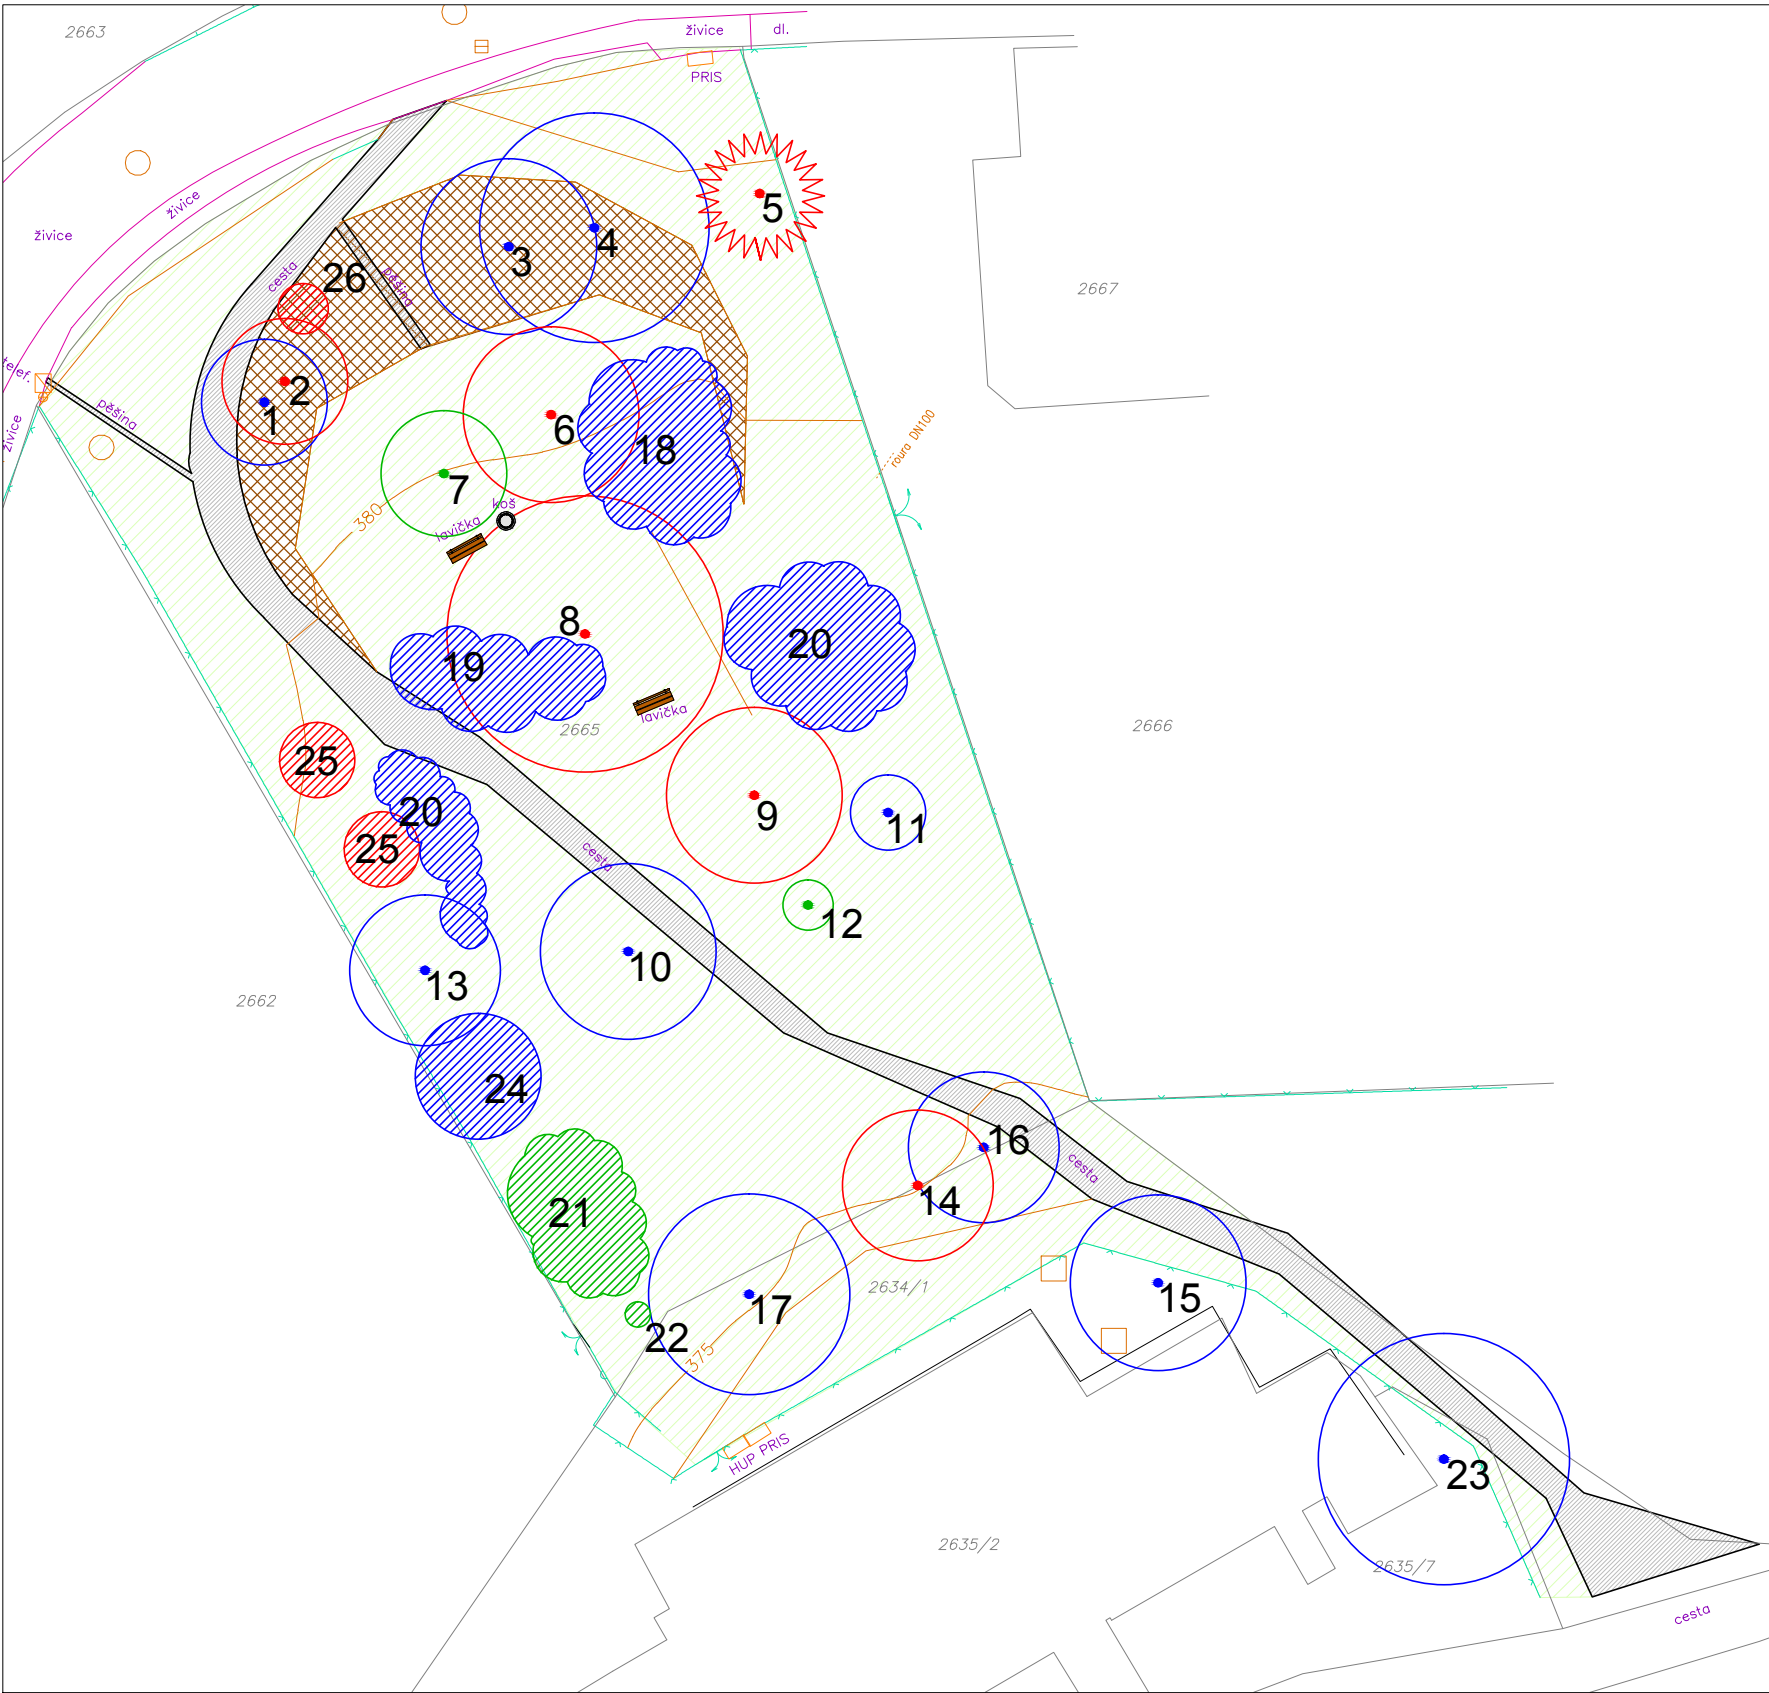 2663
živice
dl.
PRIS
živice
živice
5
4
3
cesta
26
pěšina
2667
telef.
2
1
pěšina
živice
6
18
roura DN100
7
380
koš
lavička
8
20
19
lavička
2665
2666
25
20
9
11
25
cesta
12
10
13
2662
24
16
cesta
14
21
2634/1
15
17
22
375
HUP PRIS
23
2635/2
2635/7
cesta